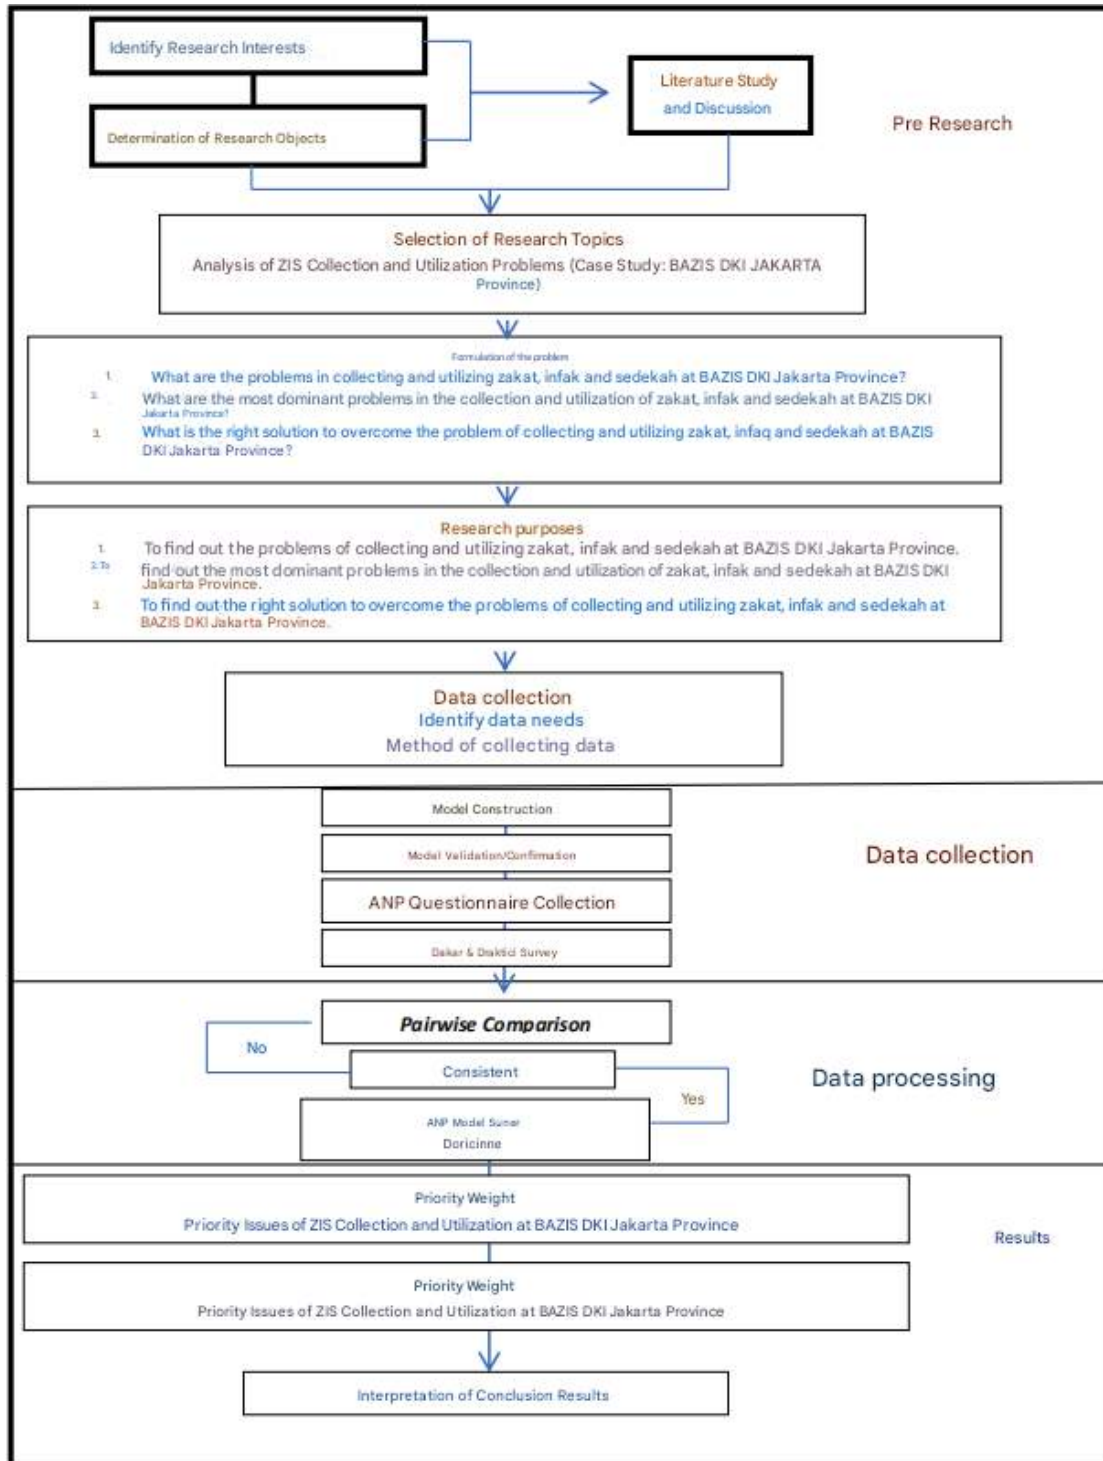 Identify Research Interests
Literature Study
and Discussion
Determination of Research Objects
Pre Research
Selection of Research Topics
Analysis of ZIS Collection and Utilization Problems (Case Study: BAZIS DKI JAKARTA
Province)
Formulation of the problem
1. What are the problems in collecting and utilizing zakat, infak and sedekah at BAZIS DKI Jakarta Province?
2. What are the most dominant problems in the collection and utilization of zakat, infak and sedekah at BAZIS DKI
Jakarta Province?
3. What is the right solution to overcome the problem of collecting and utilizing zakat, infaq and sedekah at BAZIS
DKI Jakarta Province?
Research purposes
1. To find out the problems of collecting and utilizing zakat, infak and sedekah at BAZIS DKI Jakarta Province.
2. To find out the most dominant problems in the collection and utilization of zakat, infak and sedekah at BAZIS DKI
Jakarta Province.
3. To find out the right solution to overcome the problems of collecting and utilizing zakat, infak and sedekah at
BAZIS DKI Jakarta Province.
Data collection
Identify data needs
Method of collecting data
Model Construction
Model Validation/Confirmation
Data collection
ANP Questionnaire Collection
Dakar & Draktici Survey
Pairwise Comparison
No
Consistent
Data processing
Yes
ANP Model Suner
Doricinne
Priority Weight
Priority Issues of ZIS Collection and Utilization at BAZIS DKI Jakarta Province
Results
Priority Weight
Priority Issues of ZIS Collection and Utilization at BAZIS DKI Jakarta Province
Interpretation of Conclusion Results